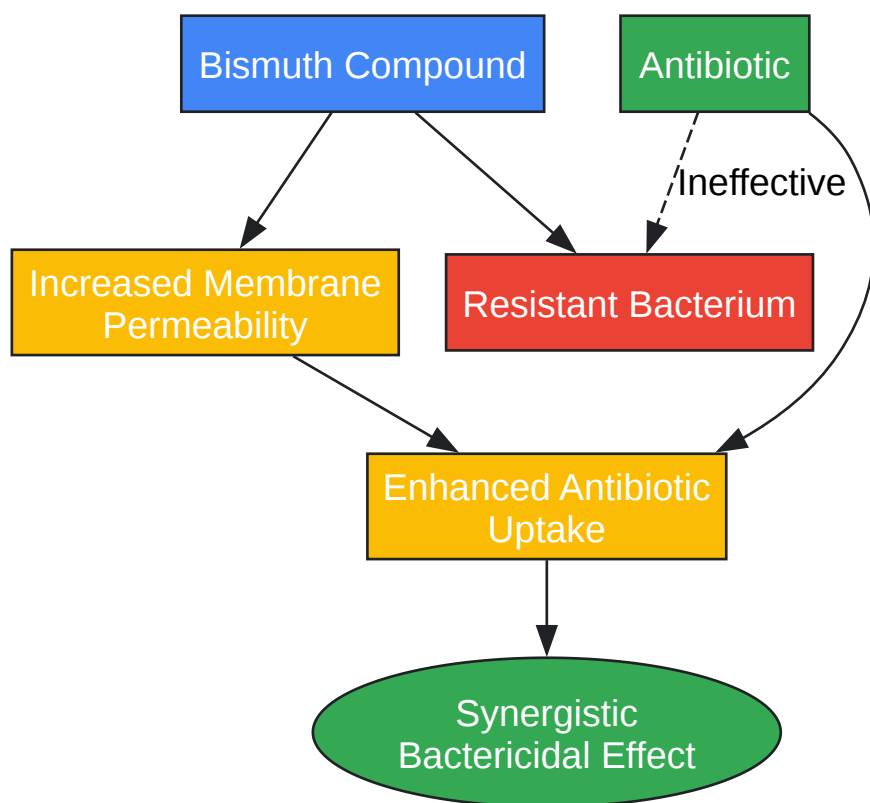 Bismuth Compound
Antibiotic
Ineffective
Increased Membrane
Permeability
Resistant Bacterium
Enhanced Antibiotic
Uptake
Synergistic
Bactericidal Effect